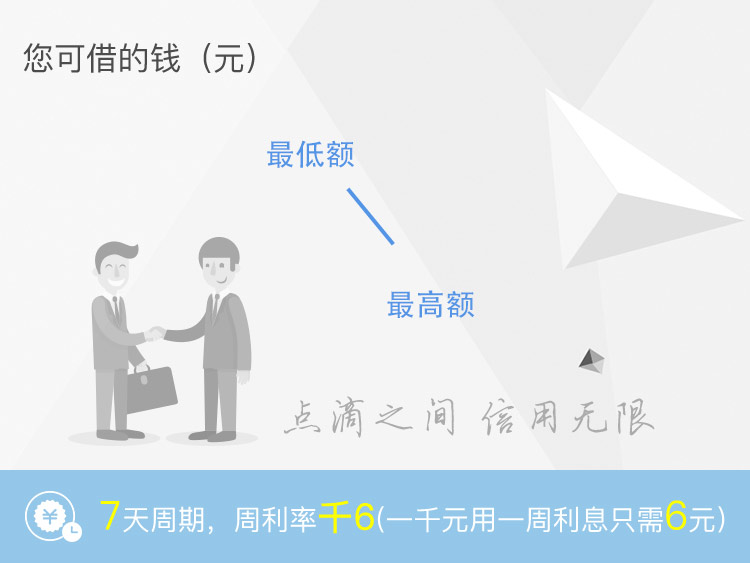 您可借的钱（元）
最低额
最高额
点滴之间 信用无限
¥
7天周期，周利率千6(一千元用一周利息只需6元)